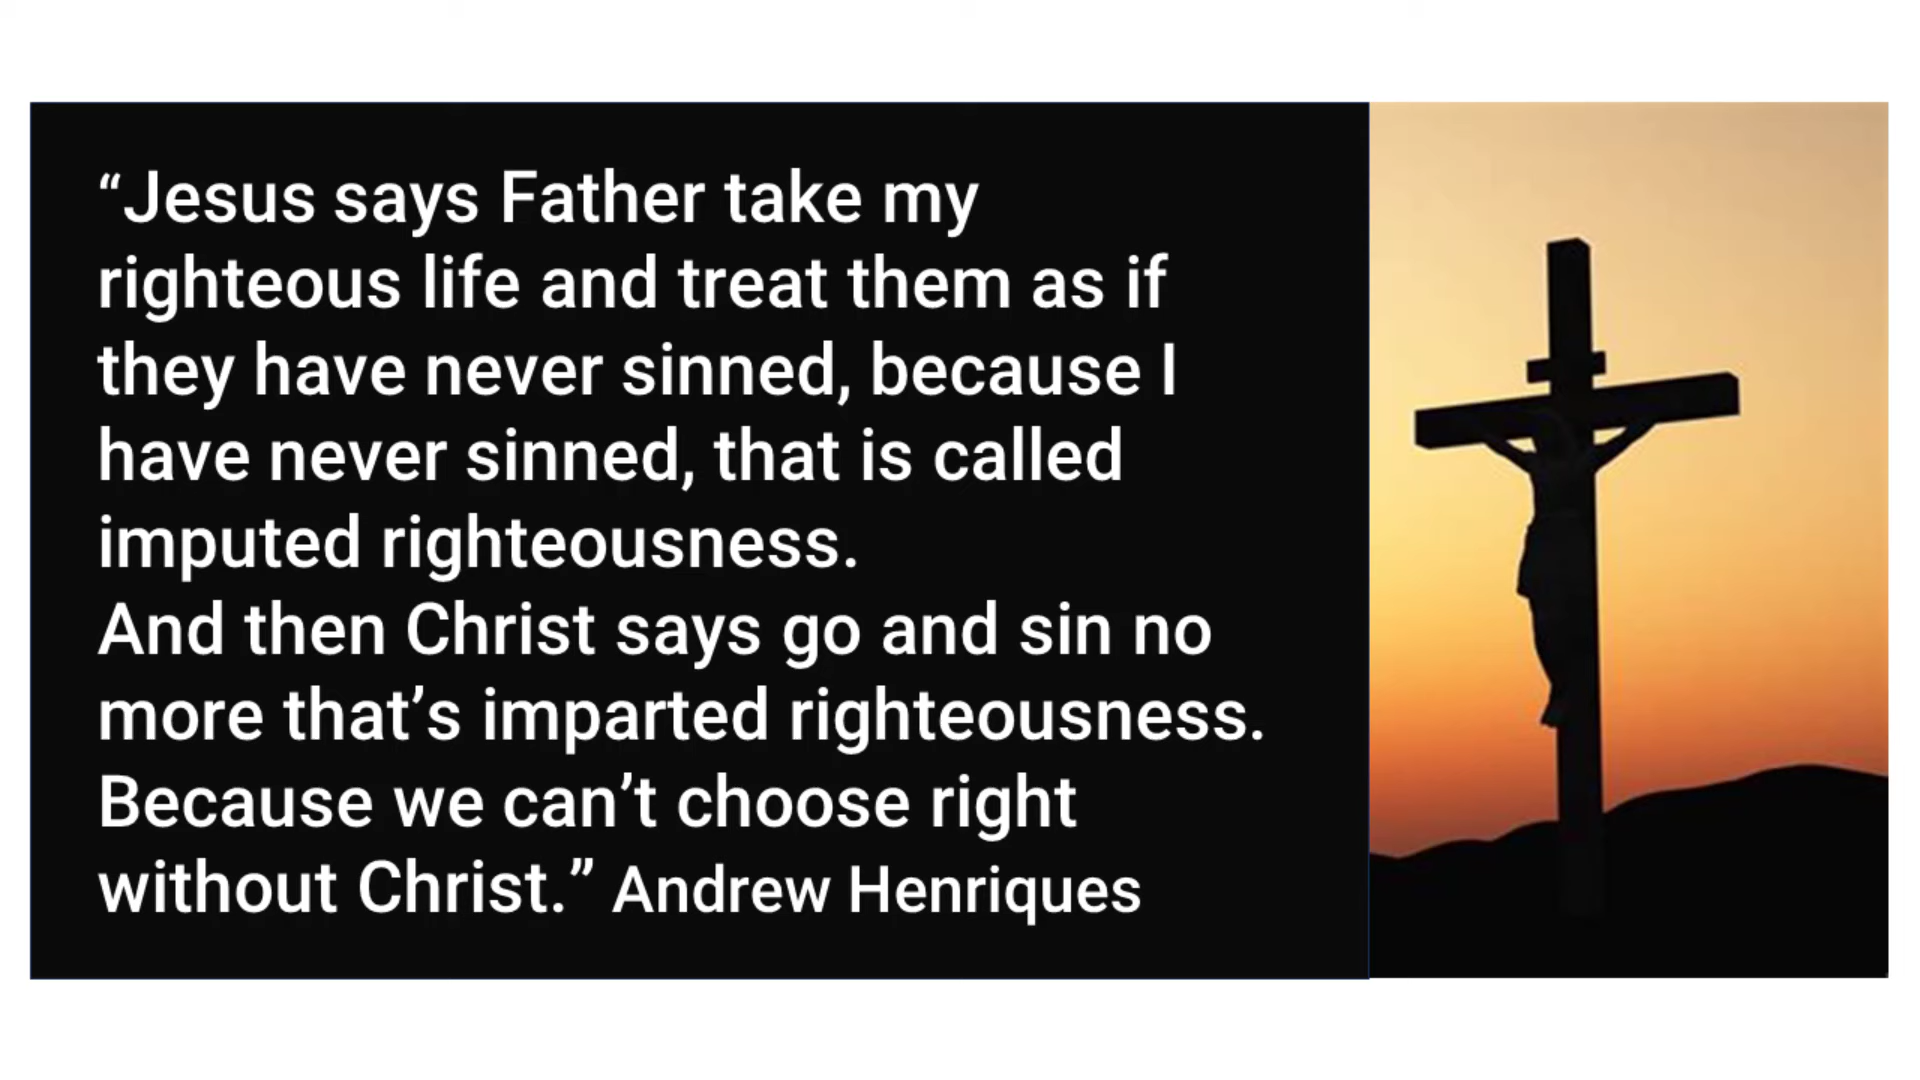 “Jesus says Father take my
righteous life and treat them as if
they have never sinned, because I
have never sinned, that is called
imputed righteousness.
And then Christ says go and sin no
more that’s imparted righteousness.
Because we can’t choose right
without Christ.” Andrew Henriques